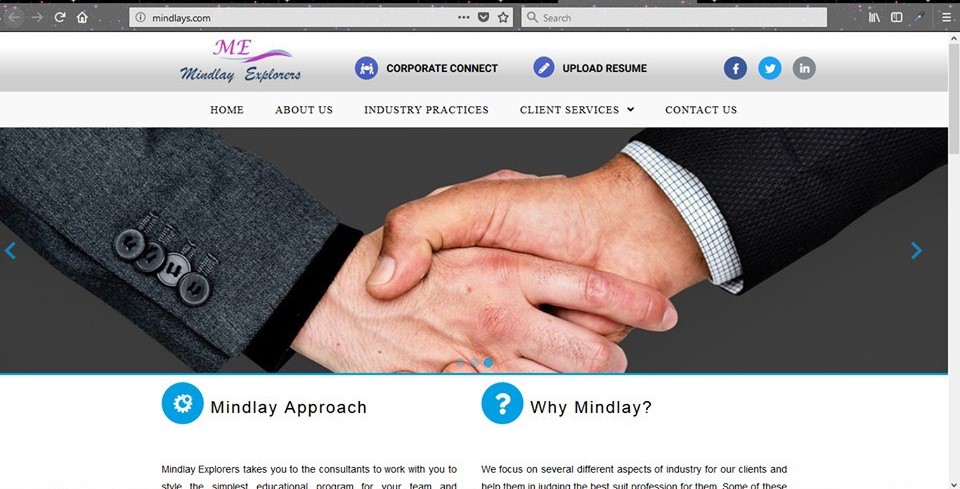 mindlays.com
Search
ME
Mindlay Explorers
CORPORATE CONNECT
UPLOAD RESUME
f
in
HOME
ABOUT US
INDUSTRY PRACTICES
CLIENT SERVICES
CONTACT US
Mindlay Approach
Why Mindlay?
Mindlay Explorers takes you to the consultants to work with you to
style the simplest educational program for your team and
We focus on several different aspects of industry for our clients and
help them in judging the best suit profession for them. Some of these